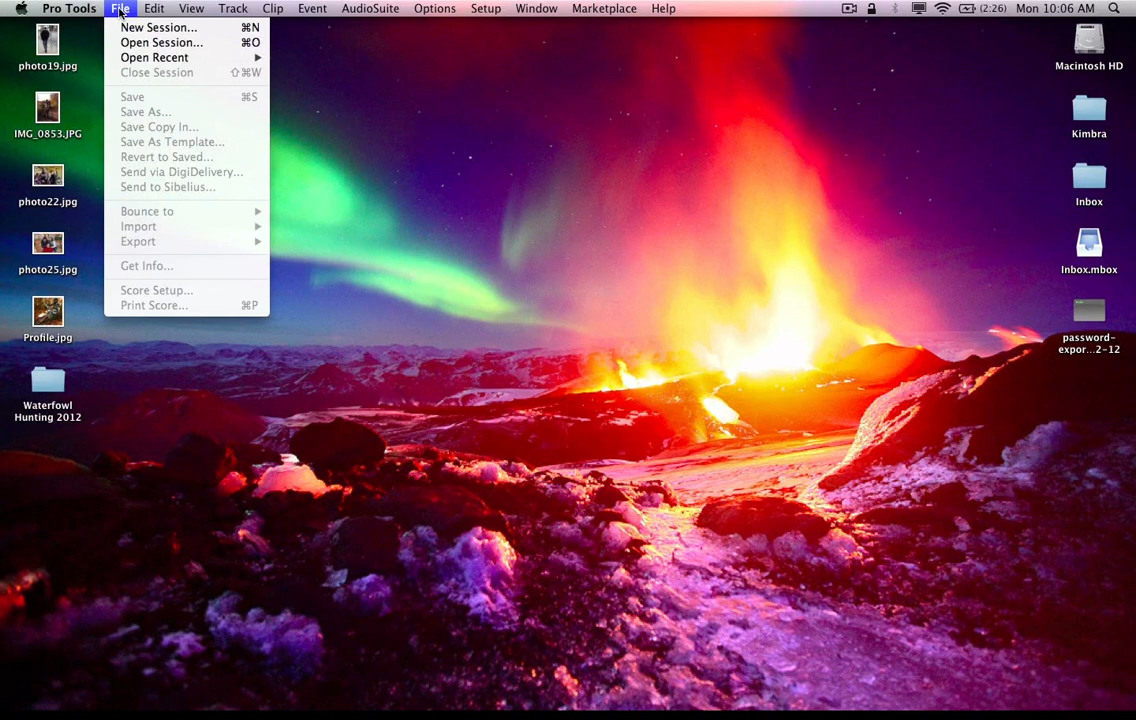 Pro Tools File Edit View Track Clip Event AudioSuite Options Setup Window Marketplace Help (2:26) Mon 10:06 AM
New Session... ⌘N
Open Session... ⌘O
Open Recent
Close Session ⇧⌘W
Save ⌘S
Save As...
Save Copy In...
Save As Template...
Revert to Saved...
Send via DigiDelivery...
Send to Sibelius...
Bounce to
Import
Export
Get Info...
Score Setup...
Print Score... ⌘P
photo19.jpg
IMG_0853.JPG
photo22.jpg
photo25.jpg
Profile.jpg
Waterfowl
Hunting 2012
Macintosh HD
Kimbra
Inbox
Inbox.mbox
password-
expor...2-12